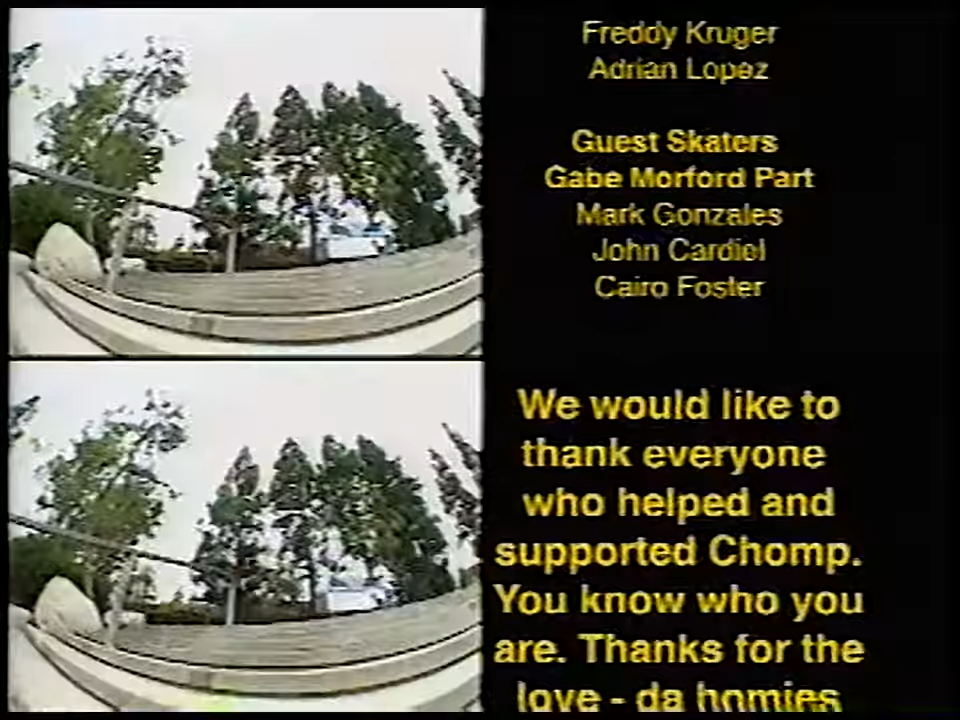 Freddy Kruger
Adrian Lopez
Guest Skaters
Gabe Morford Part
Mark Gonzales
John Cardiel
Cairo Foster
We would like to
thank everyone
who helped and
supported Chomp.
You know who you
are. Thanks for the
love - da homies